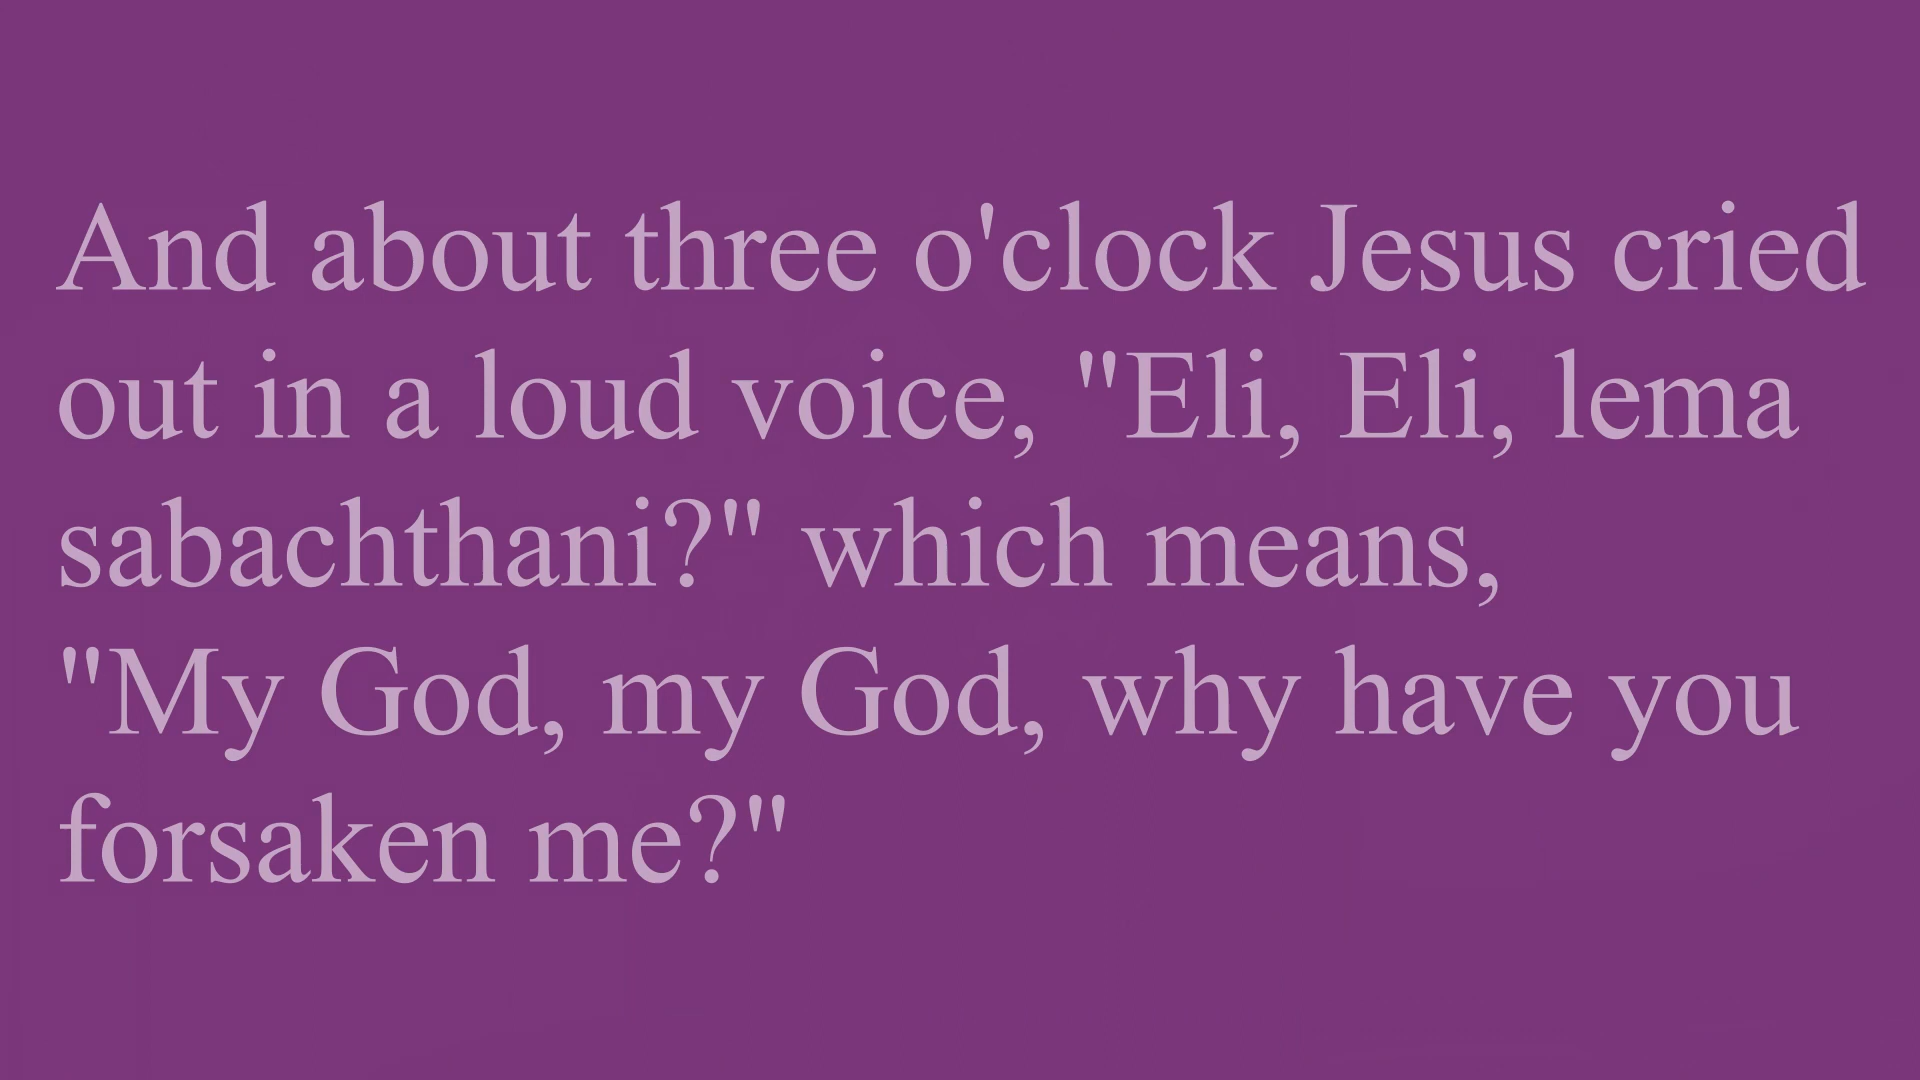 And about three o'clock Jesus cried
out in a loud voice, "Eli, Eli, lema
sabachthani?" which means,
"My God, my God, why have you
forsaken me?"